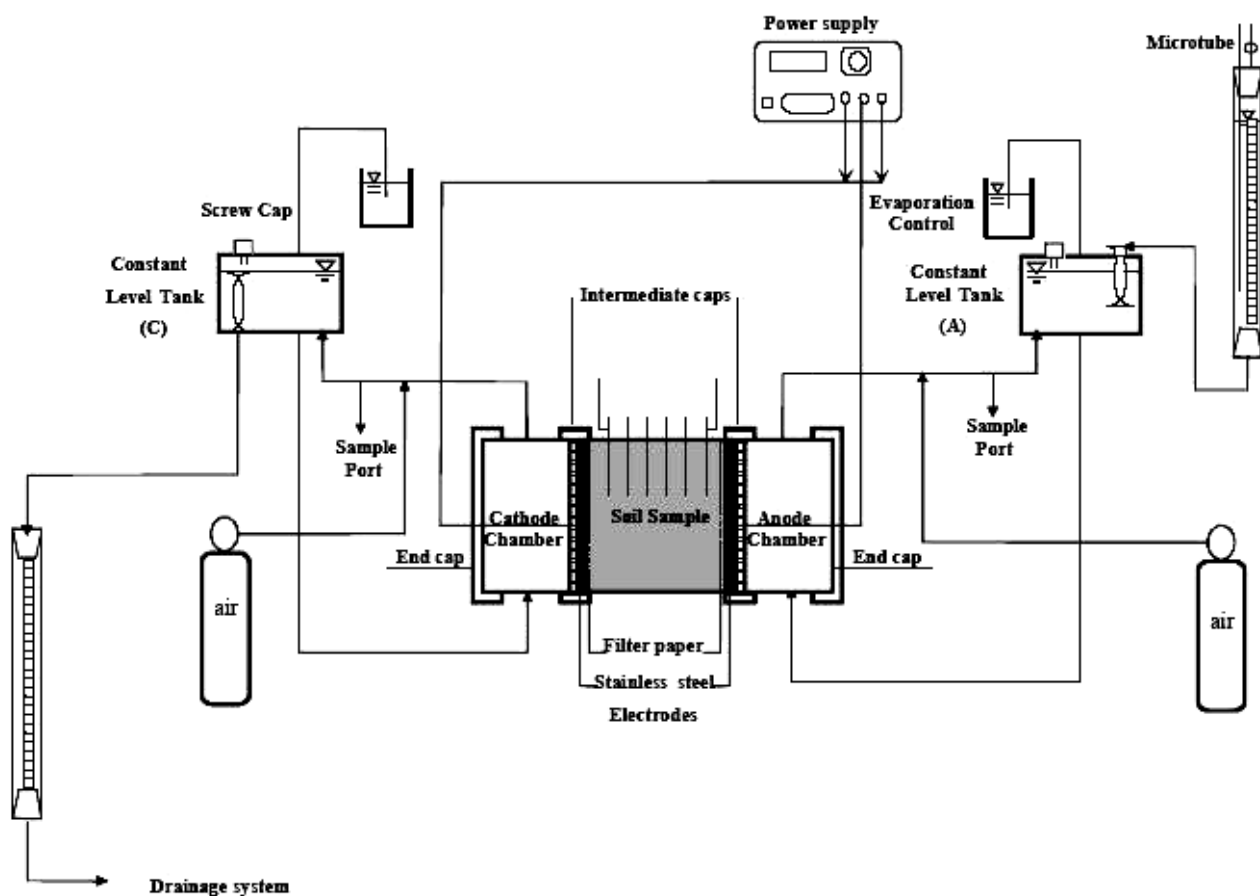 Power supply
Microtube
Screw Cap
Evaporation
Control
Constant
Level Tank
(C)
Constant
Level Tank
(A)
Intermediate caps
Sample
Port
Sample
Port
Cathode
Chamber
Soil Sample
Anode
Chamber
End cap
End cap
air
air
Filter paper
Stainless steel
Electrodes
Drainage system